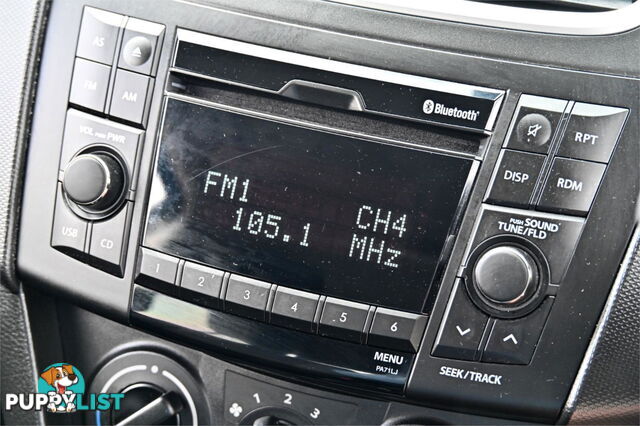 AS
FM
AM
VOL PUSH PWR
USB
CD
Bluetooth®
FM1
105.1
CH4
MHz
1
2
3
4
5
6
MENU
PA71LJ
RPT
DISP
RDM
PUSH SOUND
TUNE/FLD
SEEK/TRACK
1
2
3
PUPPYLIST